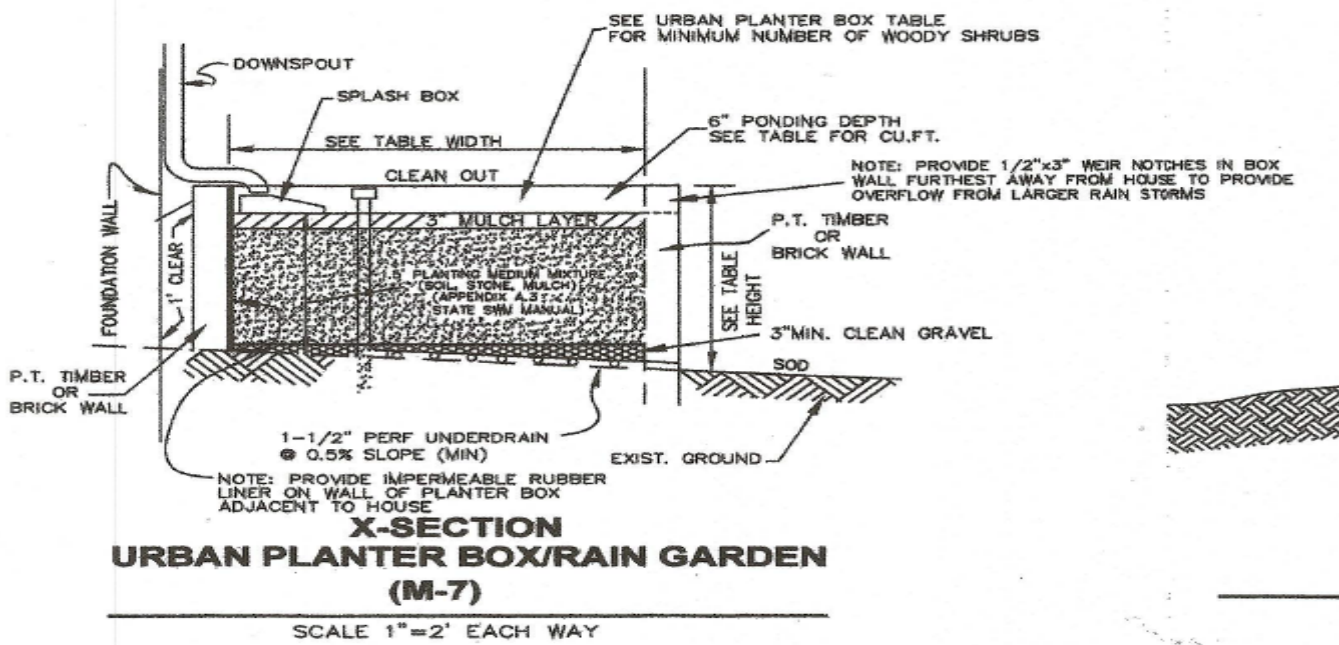 SEE URBAN PLANTER BOX TABLE
FOR MINIMUM NUMBER OF WOODY SHRUBS
DOWNSPOUT
SPLASH BOX
6" PONDING DEPTH
SEE TABLE FOR CU.FT.
SEE TABLE WIDTH
NOTE: PROVIDE 1/2"x3" WEIR NOTCHES IN BOX
WALL FURTHEST AWAY FROM HOUSE TO PROVIDE
OVERFLOW FROM LARGER RAIN STORMS
CLEAN OUT
3" MULCH LAYER
P.T. TIMBER
OR
BRICK WALL
FOUNDATION WALL
1' CLEAR
PLANTING MEDIUM MIXTURE
(SOIL, STONE, MULCH)
(APPENDIX A.3
STATE SWM MANUAL)
SEE TABLE
HEIGHT
3"MIN. CLEAN GRAVEL
SOD
P.T. TIMBER
OR
BRICK WALL
1-1/2" PERF UNDERDRAIN
@ 0.5% SLOPE (MIN)
EXIST. GROUND
NOTE: PROVIDE IMPERMEABLE RUBBER
LINER ON WALL OF PLANTER BOX
ADJACENT TO HOUSE
X-SECTION
URBAN PLANTER BOX/RAIN GARDEN
(M-7)
SCALE 1"=2' EACH WAY